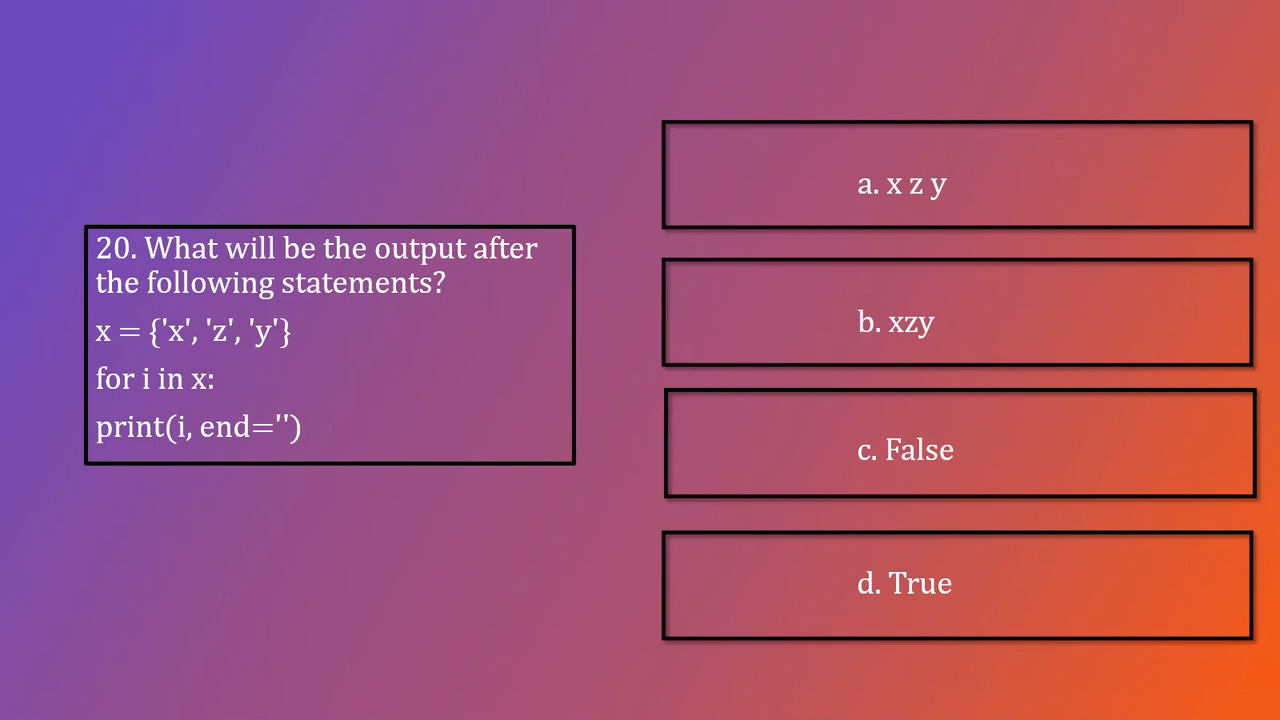 20. What will be the output after
the following statements?
x = {'x', 'z', 'y'}
for i in x:
print(i, end='')
a. x z y
b. xzy
c. False
d. True